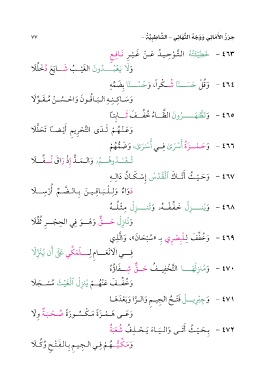 حرز الأماني ووجه التهاني - الشاطبية - ٧٧
٤٦٣ - خَطِيئَتُهُ التَّوْحِيدُ عَنْ غَيْرِ نَافِعٍ
وَلَا يَعْبُدُونَ الْغَيْبُ شَايَعَ دُخْلُلَا
٤٦٤ - وَقُلْ حَسَنًا شُكْرًا، وَحُسْنًا بِضَمِّهِ
وَسَاكِنِهِ الْبَاقُونَ وَاحْسُنْ مُقَوَّلَا
٤٦٥ - وَتَظَّاهَرُونَ الظَّاءُ خُفِّفَ ثَابِتًا
وَعَنْهُمْ لَدَى التَّحْرِيمِ أَيْضًا تَحَلَّلَا
٤٦٦ - وَحَمْزَةُ أَسْرَى فِي أُسَارَى، وَضَمُّهُمْ
تُفَادُوهُمُ، وَالْمَدُّ إِذْ رَاقَ نُفِّلَا
٤٦٧ - وَحَيْثُ أَتَاكَ الْقُدْسُ إِسْكَانُ دَالِهِ
دَوَاءٌ وَلِلْبَاقِينَ بِالضَّمِّ أُرْسِلَا
٤٦٨ - وَيُنْزِلُ خَفِّفْهُ، وَتُنْزِلُ مِثْلُهُ
وَنُنْزِلُ حَقٌّ وَهُوَ فِي الْحِجْرِ ثُقِّلَا
٤٦٩ - وَخُفِّفَ لِلْبَصْرِي بِـ «سُبْحَانَ»، وَالَّذِي
فِي الْأَنْعَامِ لِلْمَكِّي عَلَى أَنْ يُنَزِّلَا
٤٧٠ - وَمُنْزِلُهَا التَّخْفِيفُ حَقٌّ شِفَاؤُهُ
وَخُفِّفَ عَنْهُمْ يُنْزِلُ الْغَيْثَ مُسْجَلَا
٤٧١ - وَجِبْرِيلَ فَتْحُ الْجِيمِ وَالرَّا وَبَعْدَهَا
وَعَى هَمْزَةً مَكْسُورَةً صُحْبَةٌ وِلَا
٤٧٢ - بِحَيْثُ أَتَى وَالْيَاءَ يَحْذِفُ شُعْبَةٌ
وَمَكِّيُّهُمْ فِي الْجِيمِ بِالْفَتْحِ وُكِّلَا